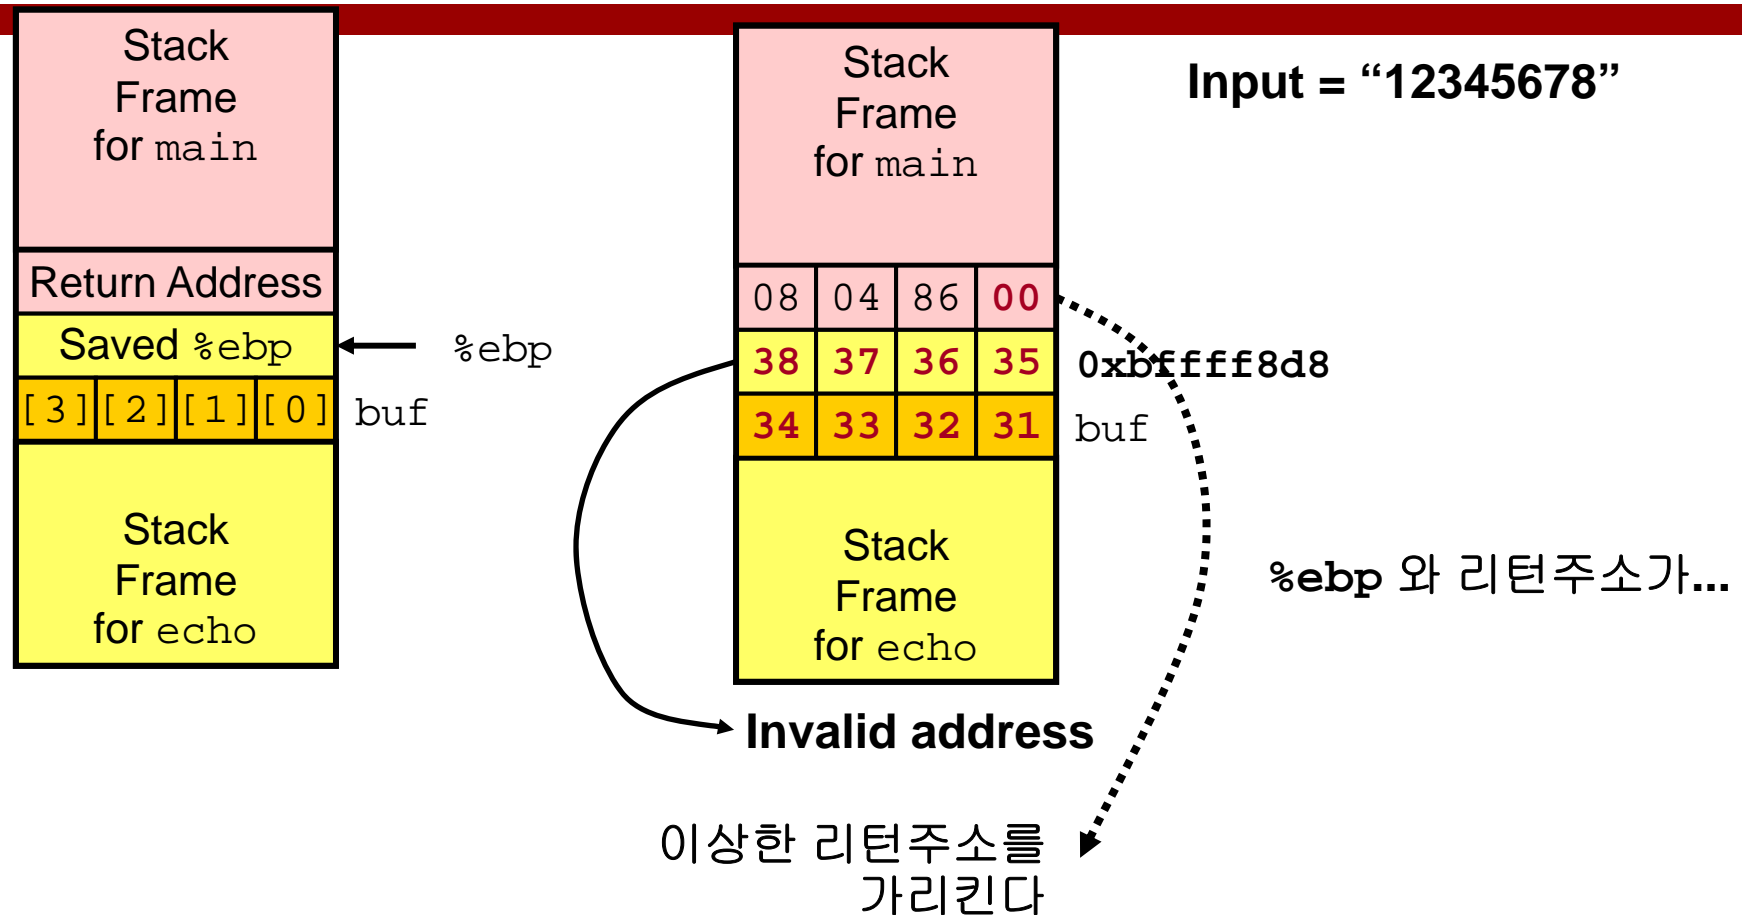 Stack
Frame
for main
Return Address
Saved %ebp
%ebp
[3] [2] [1] [0]
buf
Stack
Frame
for echo
Stack
Frame
for main
08 04 86 00
38 37 36 35
0xbffff8d8
34 33 32 31
buf
Stack
Frame
for echo
Invalid address
이상한 리턴주소를
가리킨다
Input = “12345678”
%ebp 와 리턴주소가...